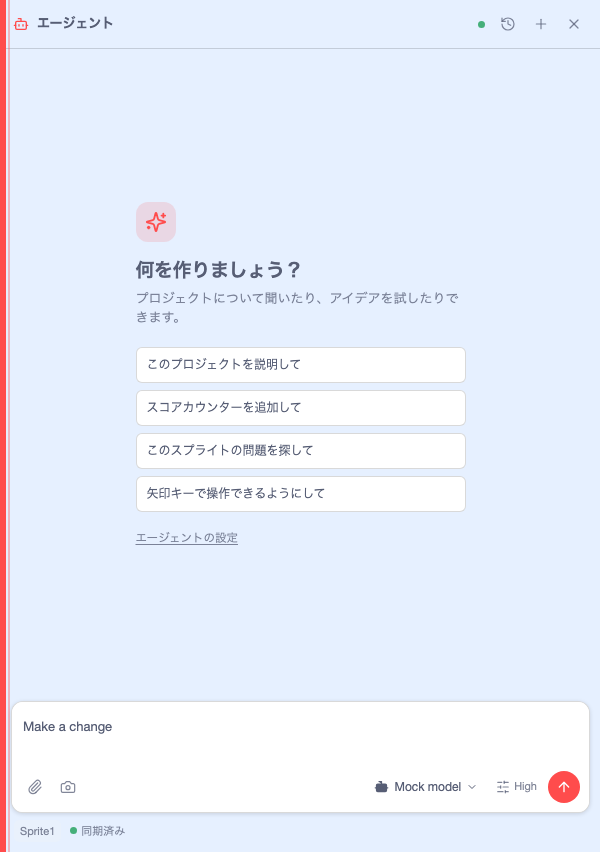 エージェント
何を作りましょう？
プロジェクトについて聞いたり、アイデアを試したりで
きます。
このプロジェクトを説明して
スコアカウンターを追加して
このスプライトの問題を探して
矢印キーで操作できるようにして
エージェントの設定
Make a change
Mock model
High
Sprite1
同期済み